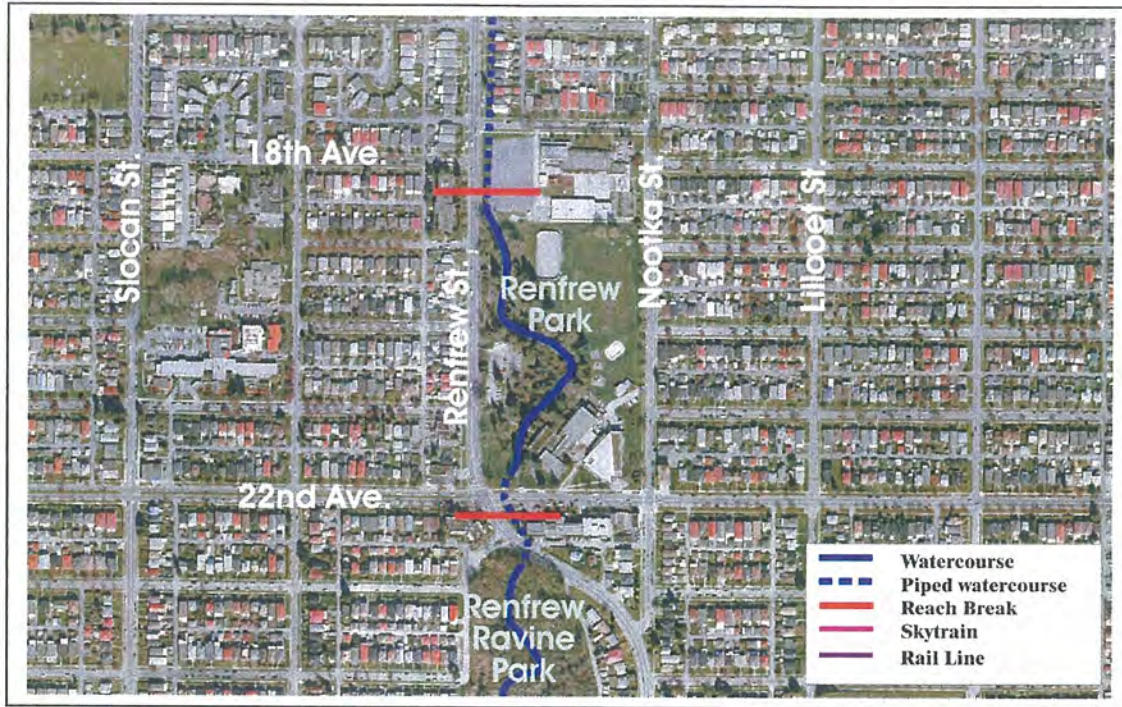 18th Ave.
Slocan St.
Renfrew St.
Nootka St.
Lillooet St.
Renfrew
Park
22nd Ave.
Renfrew
Ravine
Park
Watercourse
Piped watercourse
Reach Break
Skytrain
Rail Line